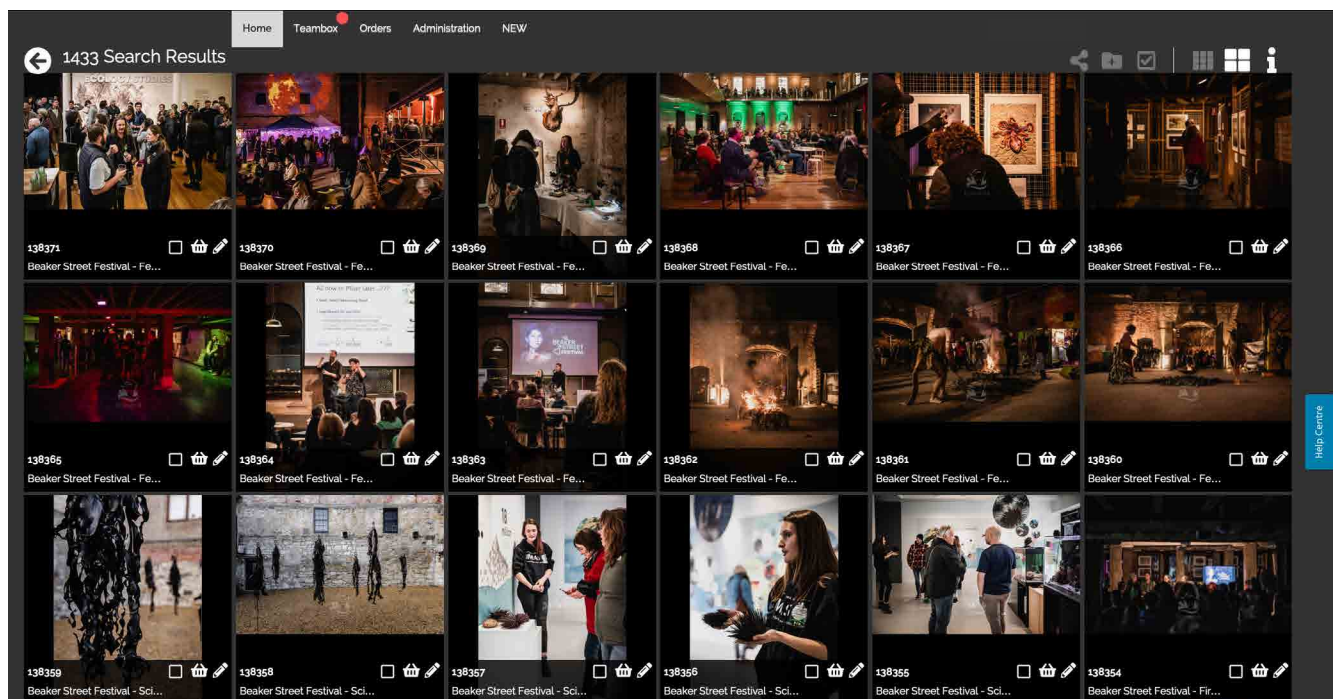 Home Teambox Orders Administration NEW
1433 Search Results
ECOLOGY STUDIES
138371 138370 138369 138368 138367 138366
Beaker Street Festival - Fe... Beaker Street Festival - Fe... Beaker Street Festival - Fe... Beaker Street Festival - Fe... Beaker Street Festival - Fe... Beaker Street Festival - Fe...
BEAKER
STREET
FESTIVAL
Help Centre
138365 138364 138363 138362 138361 138360
Beaker Street Festival - Fe... Beaker Street Festival - Fe... Beaker Street Festival - Fe... Beaker Street Festival - Fe... Beaker Street Festival - Fe... Beaker Street Festival - Fe...
138359 138358 138357 138356 138355 138354
Beaker Street Festival - Sci... Beaker Street Festival - Sci... Beaker Street Festival - Sci... Beaker Street Festival - Sci... Beaker Street Festival - Sci... Beaker Street Festival - Fir...